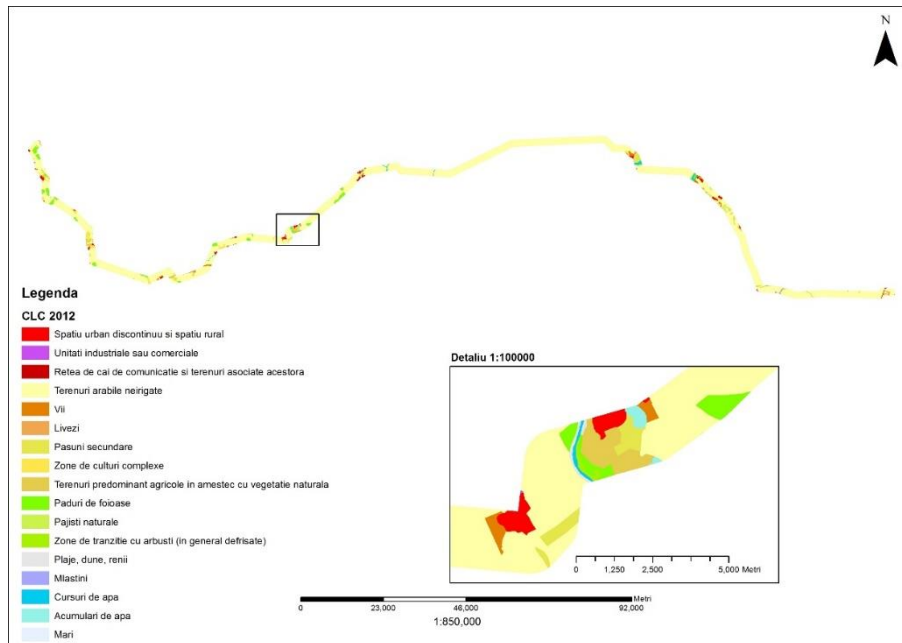 N
Legenda
CLC 2012
Spatiu urban discontinuu si spatiu rural
Unitati industriale sau comerciale
Retea de cai de comunicatie si terenuri asociate acestora
Terenuri arabile neirigate
Vii
Livezi
Pasuni secundare
Zone de culturi complexe
Terenuri predominant agricole in amestec cu vegetatie naturala
Paduri de foioase
Pajisti naturale
Zone de tranzitie cu arbusti (in general defrisate)
Plaje, dune, renii
Mlastini
Cursuri de apa
Acumulari de apa
Mari
Detaliu 1:100000
0 1,250 2,500 5,000 Metri
Metri
0 23,000 46,000 92,000
1:850,000